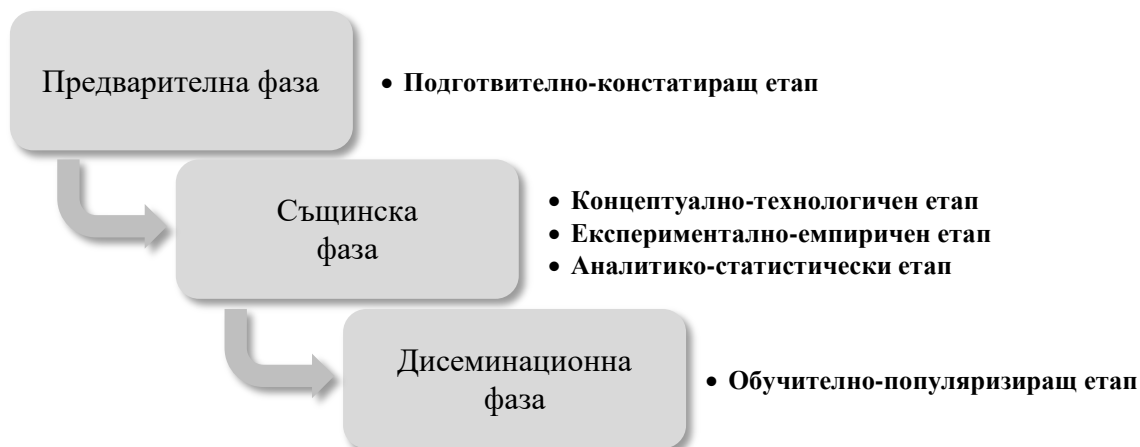 Предварителна фаза
• Подготвително-констатиращ етап
Същинска
фаза
• Концептуално-технологичен етап
• Експериментално-емпиричен етап
• Аналитико-статистически етап
Дисеминационна
фаза
• Обучително-популяризиращ етап